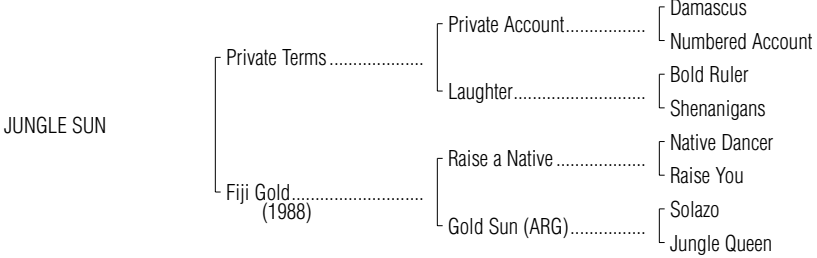 Damascus
Private Account.................
Numbered Account
Private Terms....................
Bold Ruler
Laughter............................
Shenanigans
JUNGLE SUN
Native Dancer
Raise a Native ...................
Raise You
Fiji Gold............................
(1988)
Solazo
Gold Sun (ARG)................
Jungle Queen